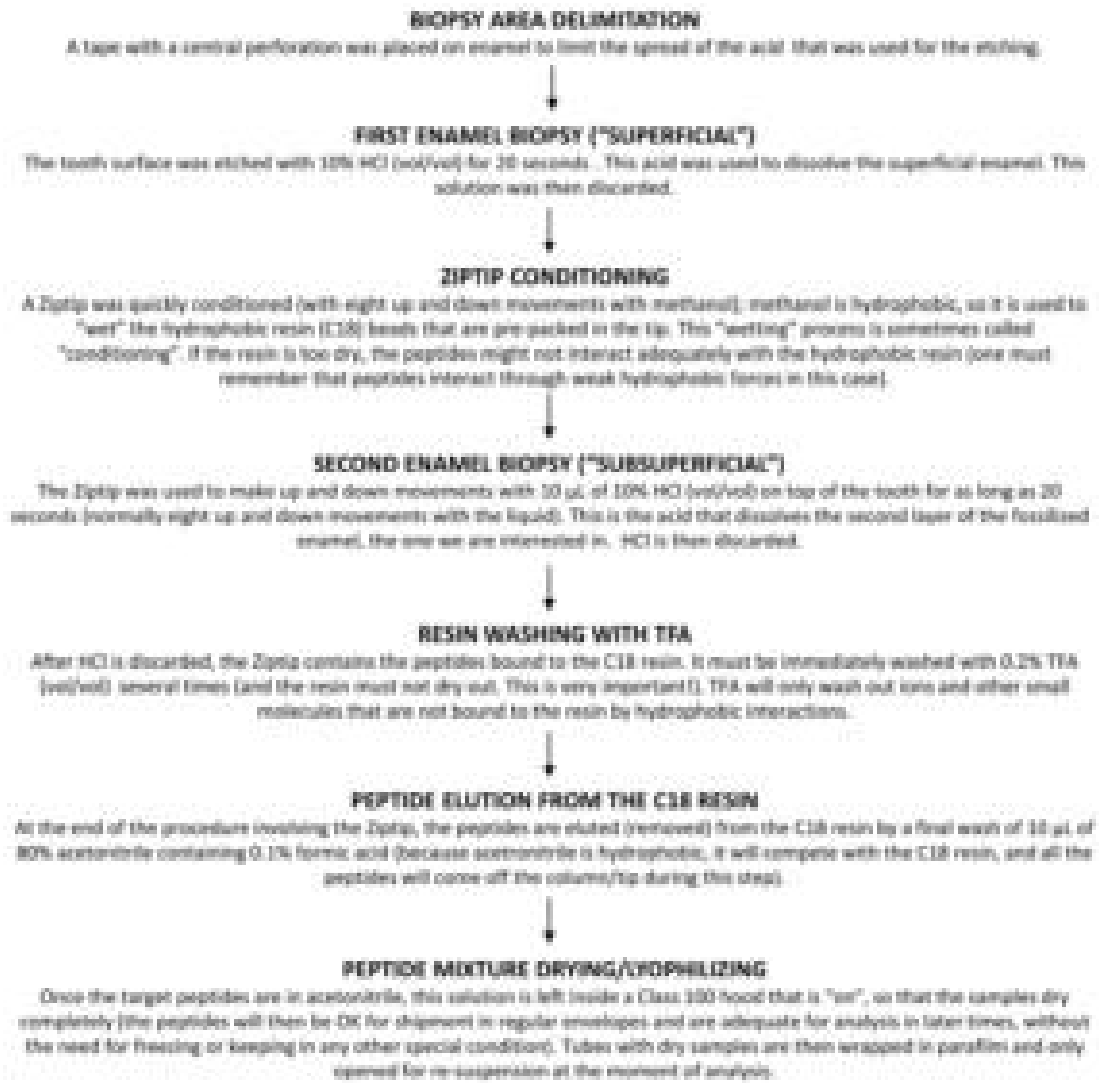 BIOPSY AREA DELIMITATION
A tape with a central perforation was placed on enamel to limit the spread of the acid that was used for the etching.
FIRST ENAMEL BIOPSY ("SUPERFICIAL")
The tooth surface was etched with 10% HCl (vol/vol) for 20 seconds . This acid was used to dissolve the superficial enamel. This
solution was then discarded.
ZIPTIP CONDITIONING
A Ziptip was quickly conditioned (with eight up and down movements with methanol); methanol is hydrophobic, so it is used to
"wet" the hydrophobic resin (C18) beads that are pre-packed in the tip. This "wetting" process is sometimes called
"conditioning". If the resin is too dry, the peptides might not interact adequately with the hydrophobic resin (one must
remember that peptides interact through weak hydrophobic forces in this case).
SECOND ENAMEL BIOPSY ("SUBSUPERFICIAL")
The Ziptip was used to make up and down movements with 10 µL of 10% HCl (vol/vol) on top of the tooth for as long as 20
seconds (normally eight up and down movements with the liquid). This is the acid that dissolves the second layer of the fossilized
enamel, the one we are interested in. HCl is then discarded.
RESIN WASHING WITH TFA
After HCl is discarded, the Ziptip contains the peptides bound to the C18 resin. It must be immediately washed with 0.2% TFA
(vol/vol) several times (and the resin must not dry out. This is very important!). TFA will only wash out ions and other small
molecules that are not bound to the resin by hydrophobic interactions.
PEPTIDE ELUTION FROM THE C18 RESIN
At the end of the procedure involving the Ziptip, the peptides are eluted (removed) from the C18 resin by a final wash of 10 µL of
80% acetonitrile containing 0.1% formic acid (because acetronitrile is hydrophobic, it will compete with the C18 resin, and all the
peptides will come off the column/tip during this step).
PEPTIDE MIXTURE DRYING/LYOPHILIZING
Once the target peptides are in acetonitrile, this solution is left inside a Class 100 hood that is "on", so that the samples dry
completely (the peptides will then be OK for shipment in regular envelopes and are adequate for analysis in later times, without
the need for freezing or keeping in any other special condition). Tubes with dry samples are then wrapped in parafilm and only
opened for re-suspension at the moment of analysis.